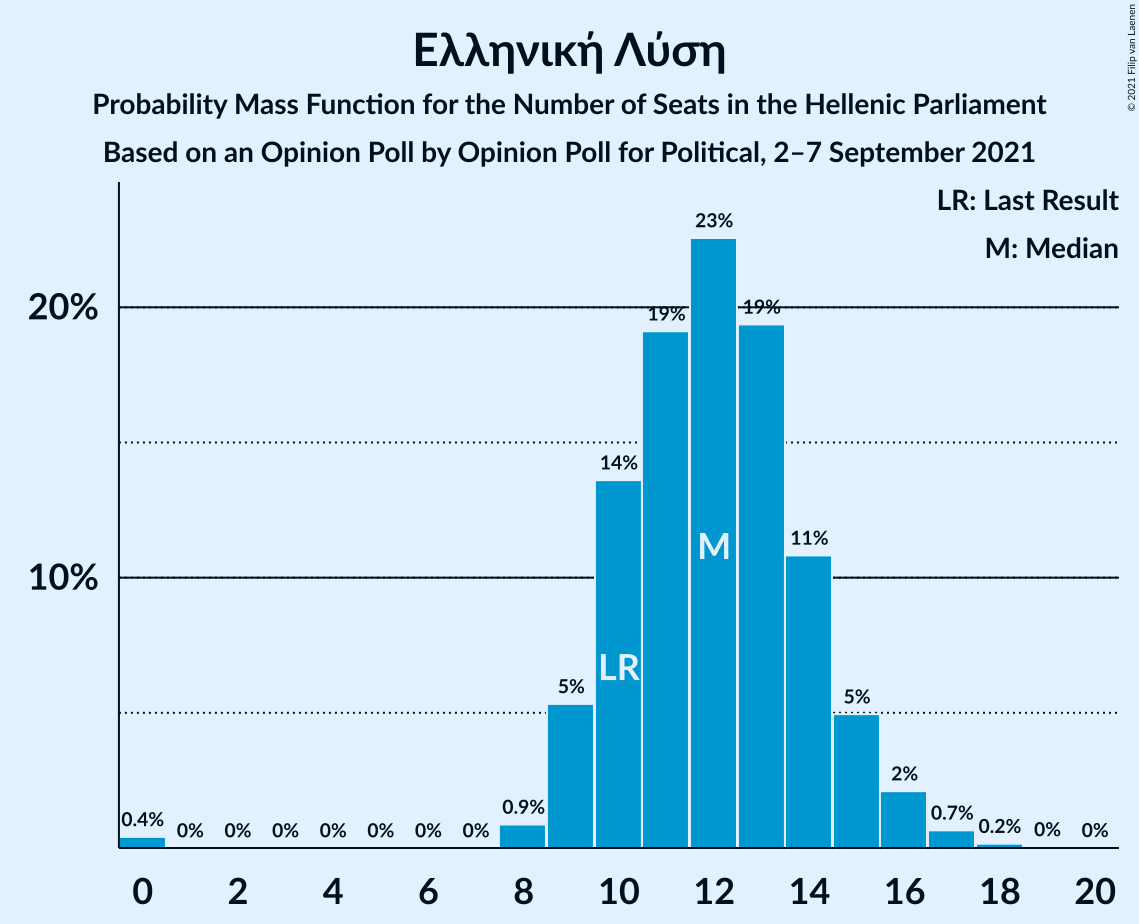 Ελληνική Λύση
Probability Mass Function for the Number of Seats in the Hellenic Parliament
Based on an Opinion Poll by Opinion Poll for Political, 2–7 September 2021
© 2021 Filip van Laenen
LR: Last Result
M: Median
20%
10%
0.4%
0%
0%
0%
0%
0%
0%
0%
0.9%
5%
14%
19%
23%
19%
11%
5%
2%
0.7%
0.2%
0%
0%
LR
M
0 2 4 6 8 10 12 14 16 18 20